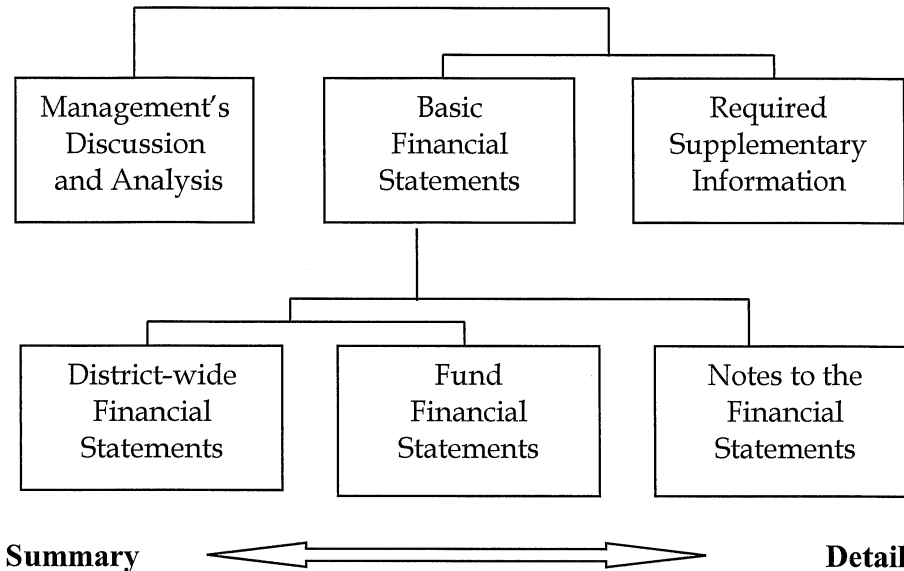 Management's
Discussion
and Analysis
Basic
Financial
Statements
Required
Supplementary
Information
District-wide
Financial
Statements
Fund
Financial
Statements
Notes to the
Financial
Statements
Summary
Detail